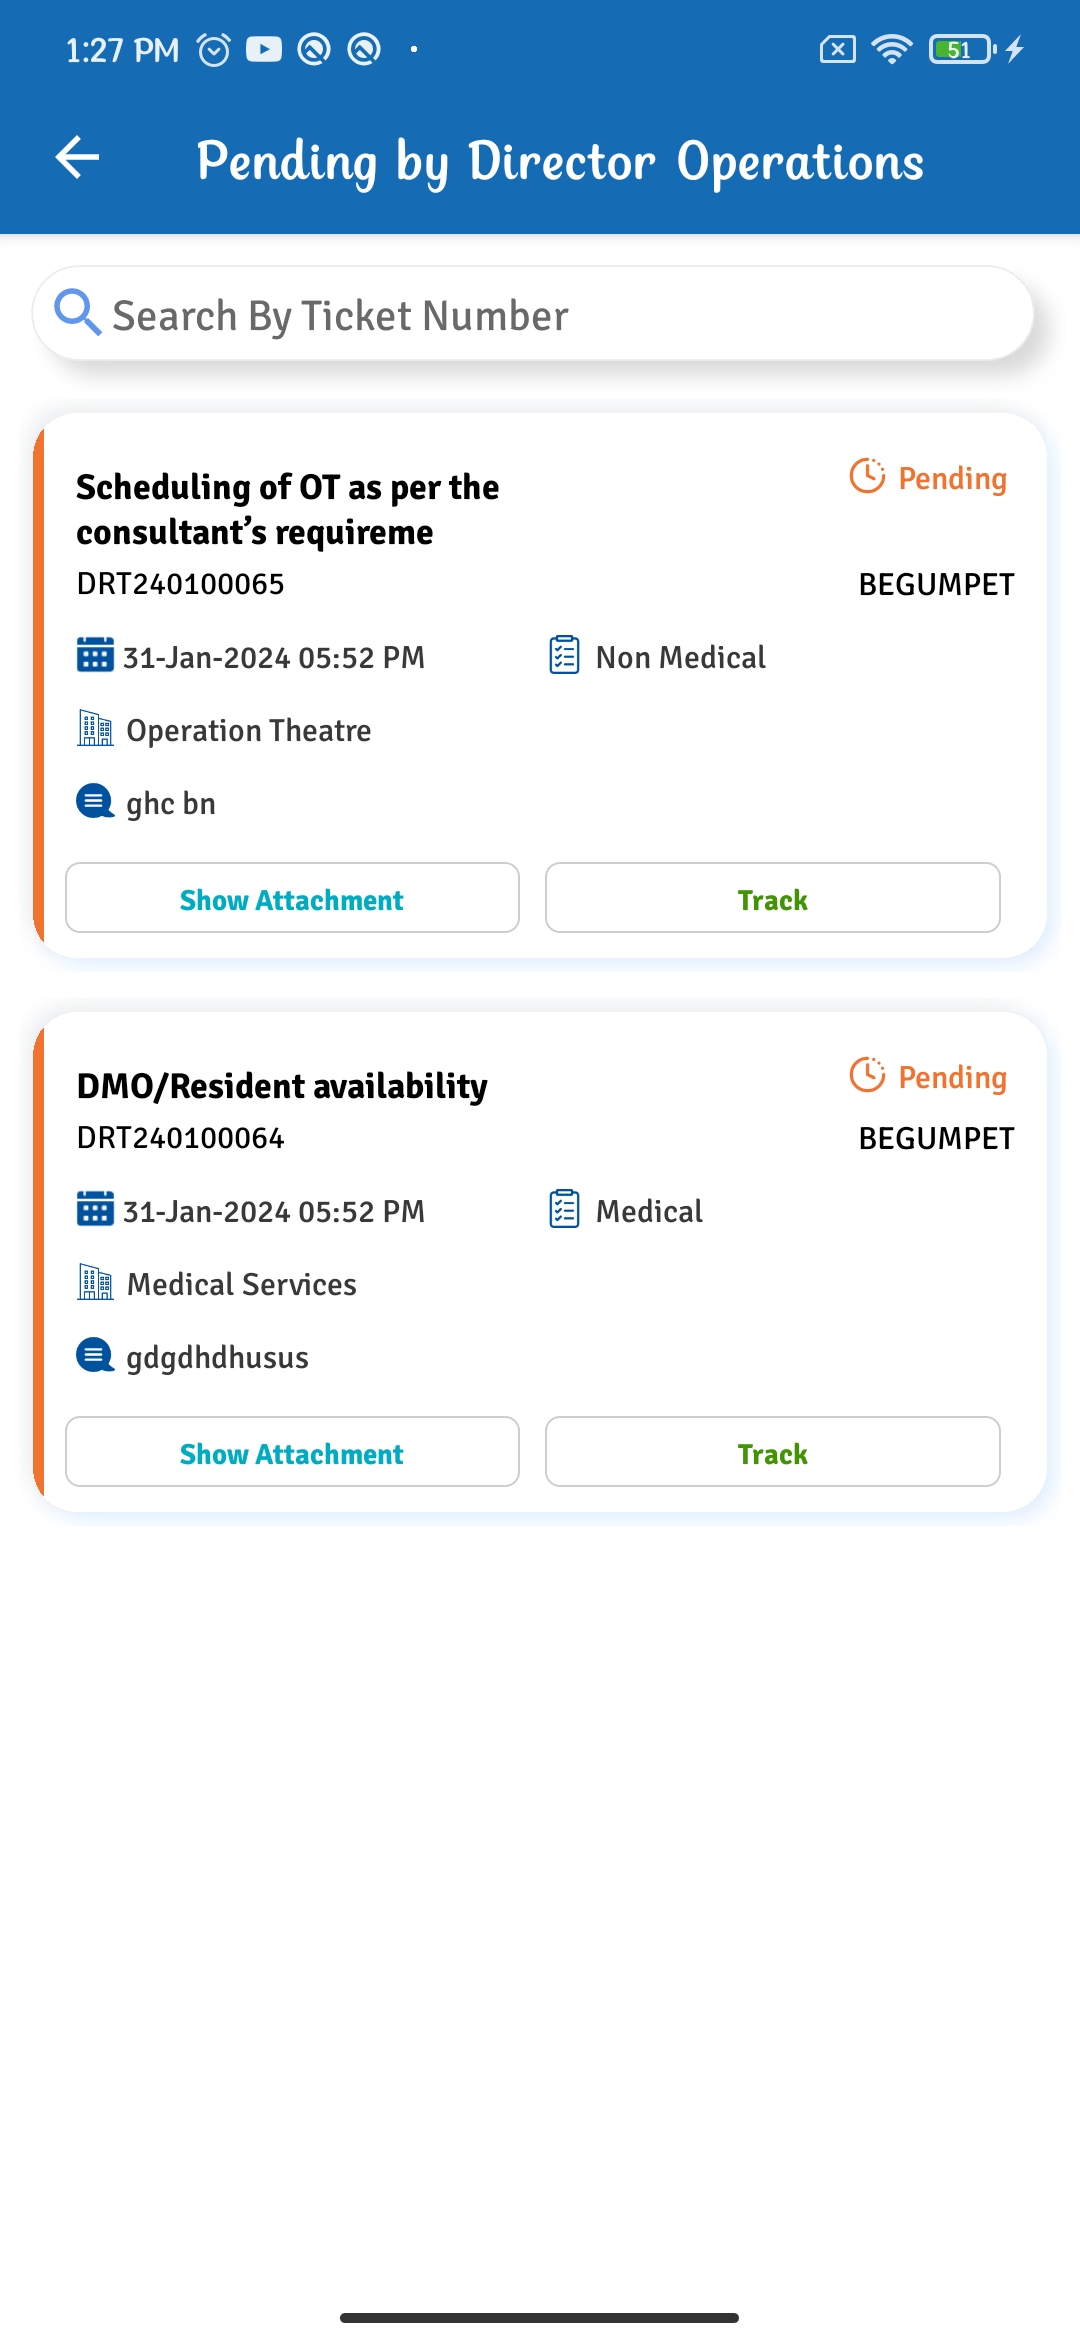 1:27 PM
51
Pending by Director Operations
Search By Ticket Number
Scheduling of OT as per the
consultant’s requireme
Pending
DRT240100065
BEGUMPET
31-Jan-2024 05:52 PM
Non Medical
Operation Theatre
ghc bn
Show Attachment
Track
DMO/Resident availability
Pending
DRT240100064
BEGUMPET
31-Jan-2024 05:52 PM
Medical
Medical Services
gdgdhdhusus
Show Attachment
Track